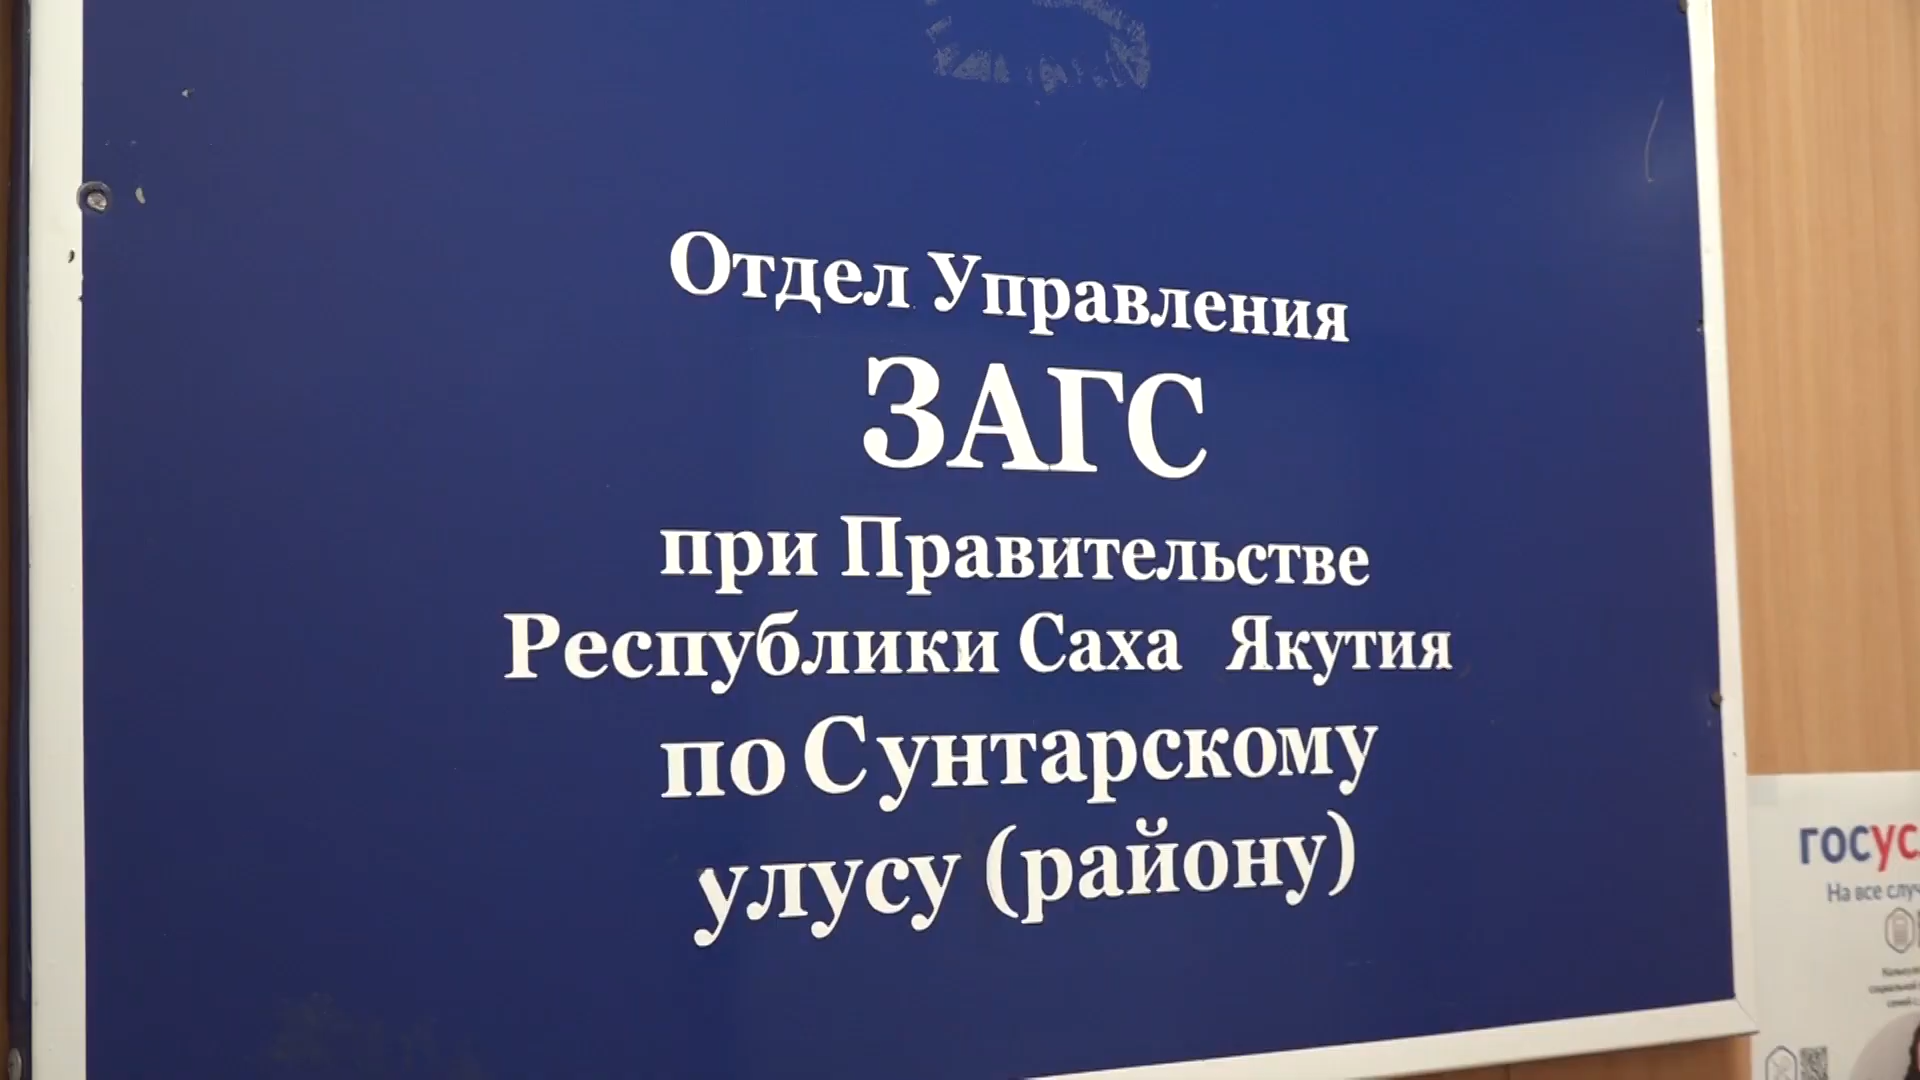 Отдел Управления
ЗАГС
при Правительстве
Республики Саха Якутия
по Сунтарскому
улусу (району)
госус
На все случ